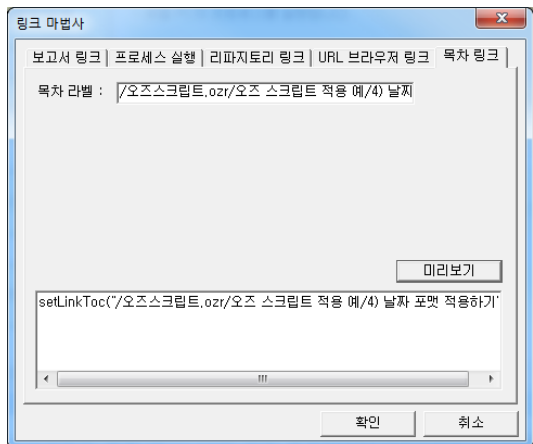 링크 마법사
보고서 링크 프로세스 실행 리파지토리 링크 URL 브라우저 링크 목차 링크
목차 라벨 : /오즈스크립트.ozr/오즈 스크립트 적용 예/4) 날짜
미리보기
setLinkToc("/오즈스크립트.ozr/오즈 스크립트 적용 예/4) 날짜 포맷 적용하기"
확인 취소